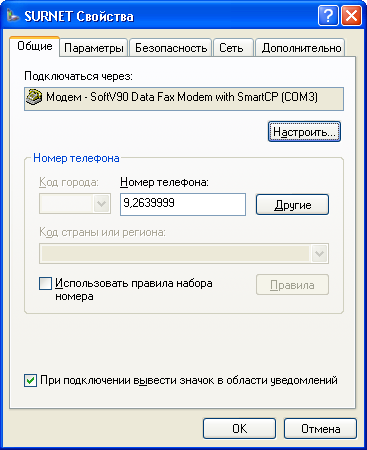 SURNET Свойства
Общие Параметры Безопасность Сеть Дополнительно
Подключаться через:
Модем - SoftV90 Data Fax Modem with SmartCP (COM3)
Настроить...
Номер телефона
Код города: Номер телефона:
9,2639999 Другие
Код страны или региона:
Использовать правила набора
номера
Правила
При подключении вывести значок в области уведомлений
OK Отмена